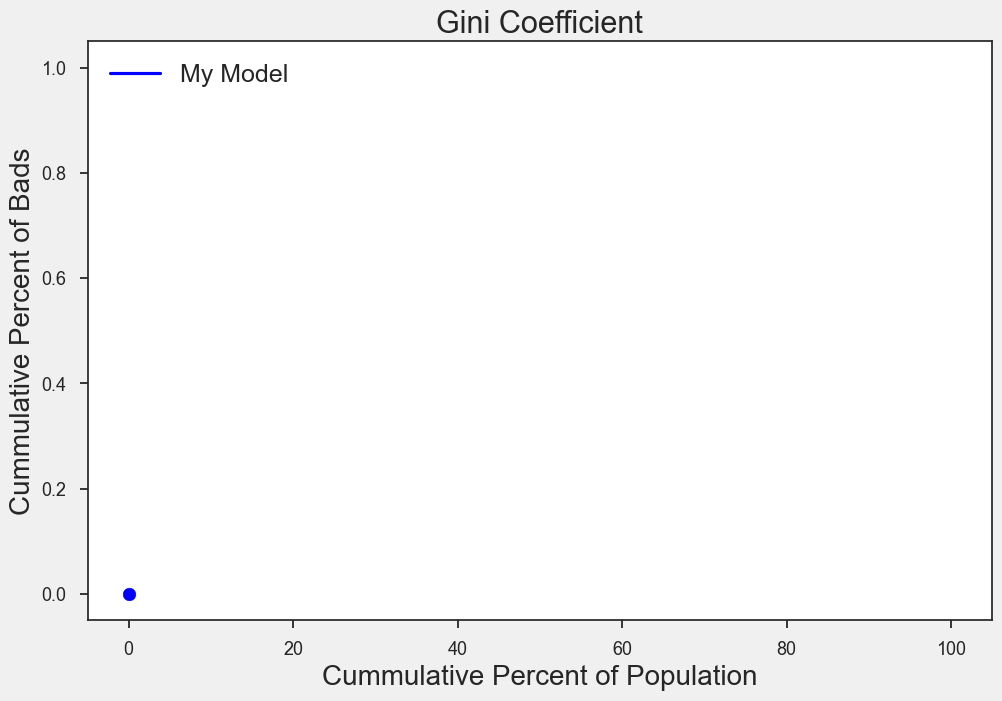 Gini Coefficient
My Model
Cummulative Percent of Bads
1.0
0.8
0.6
0.4
0.2
0.0
0 20 40 60 80 100
Cummulative Percent of Population